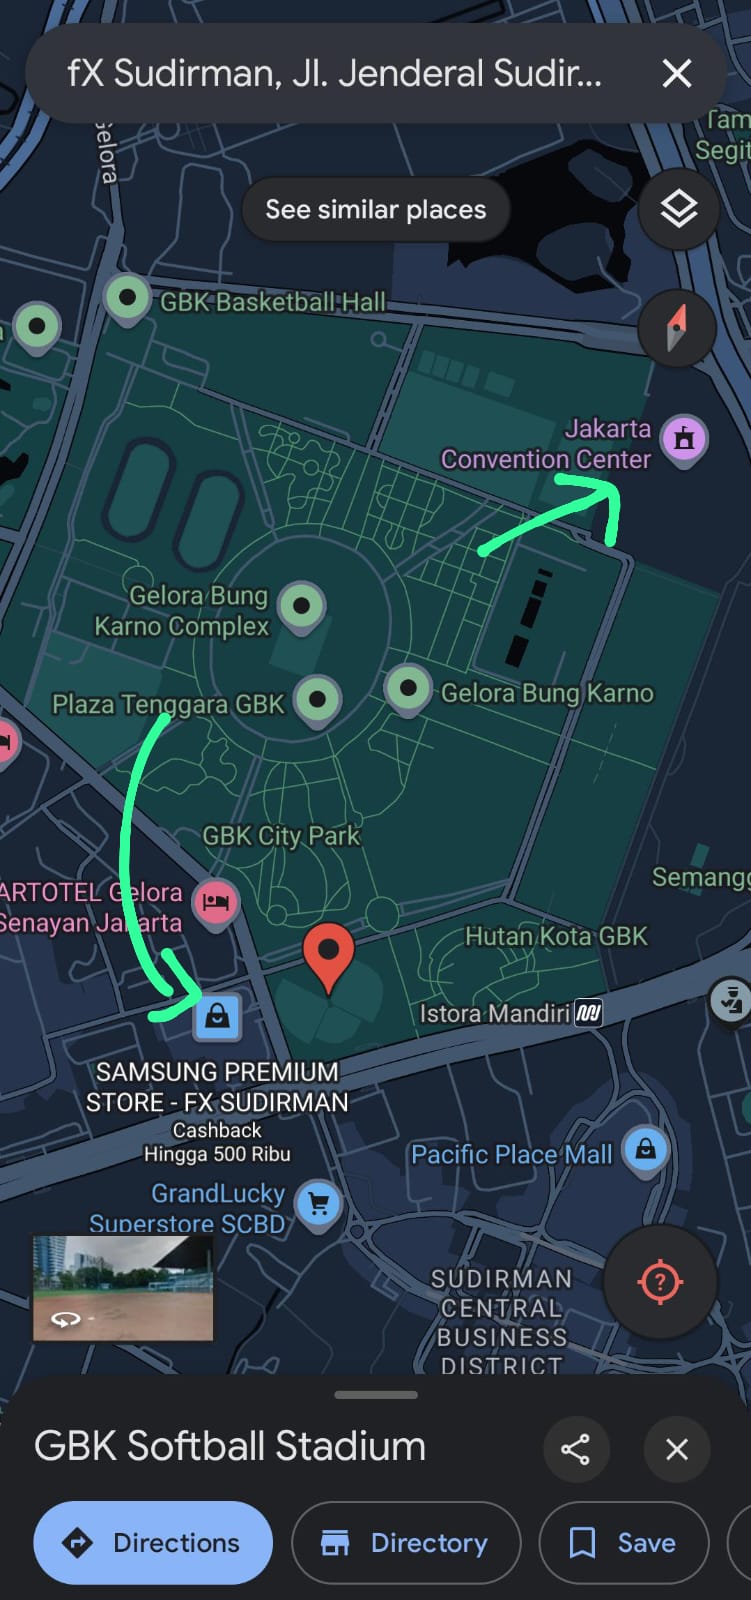 fX Sudirman, Jl. Jenderal Sudir...
Gelora
Tam
Segit
See similar places
GBK Basketball Hall
Jakarta
Convention Center
Gelora Bung
Karno Complex
Plaza Tenggara GBK
Gelora Bung Karno
GBK City Park
ARTOTEL Gelora
Senayan Jakarta
Semangg
Hutan Kota GBK
Istora Mandiri
SAMSUNG PREMIUM
STORE - FX SUDIRMAN
Cashback
Hingga 500 Ribu
Pacific Place Mall
GrandLucky
Superstore SCBD
SUDIRMAN
CENTRAL
BUSINESS
DISTRICT
GBK Softball Stadium
Directions
Directory
Save